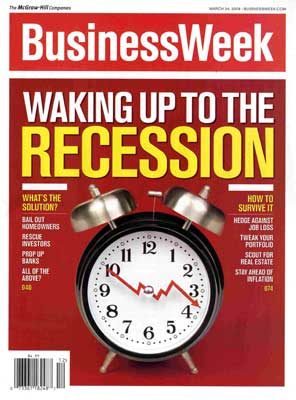 The McGraw-Hill Companies
MARCH 24, 2008 | BUSINESSWEEK.COM
BusinessWeek
WAKING UP TO THE
RECESSION
WHAT'S THE
SOLUTION?
BAIL OUT
HOMEOWNERS
RESCUE
INVESTORS
PROP UP
BANKS
ALL OF THE
ABOVE?
040
HOW TO
SURVIVE IT
HEDGE AGAINST
JOB LOSS
TWEAK YOUR
PORTFOLIO
SCOUT FOR
REAL ESTATE
STAY AHEAD OF
INFLATION
074
12
1
2
3
4
5
6
7
8
9
10
11